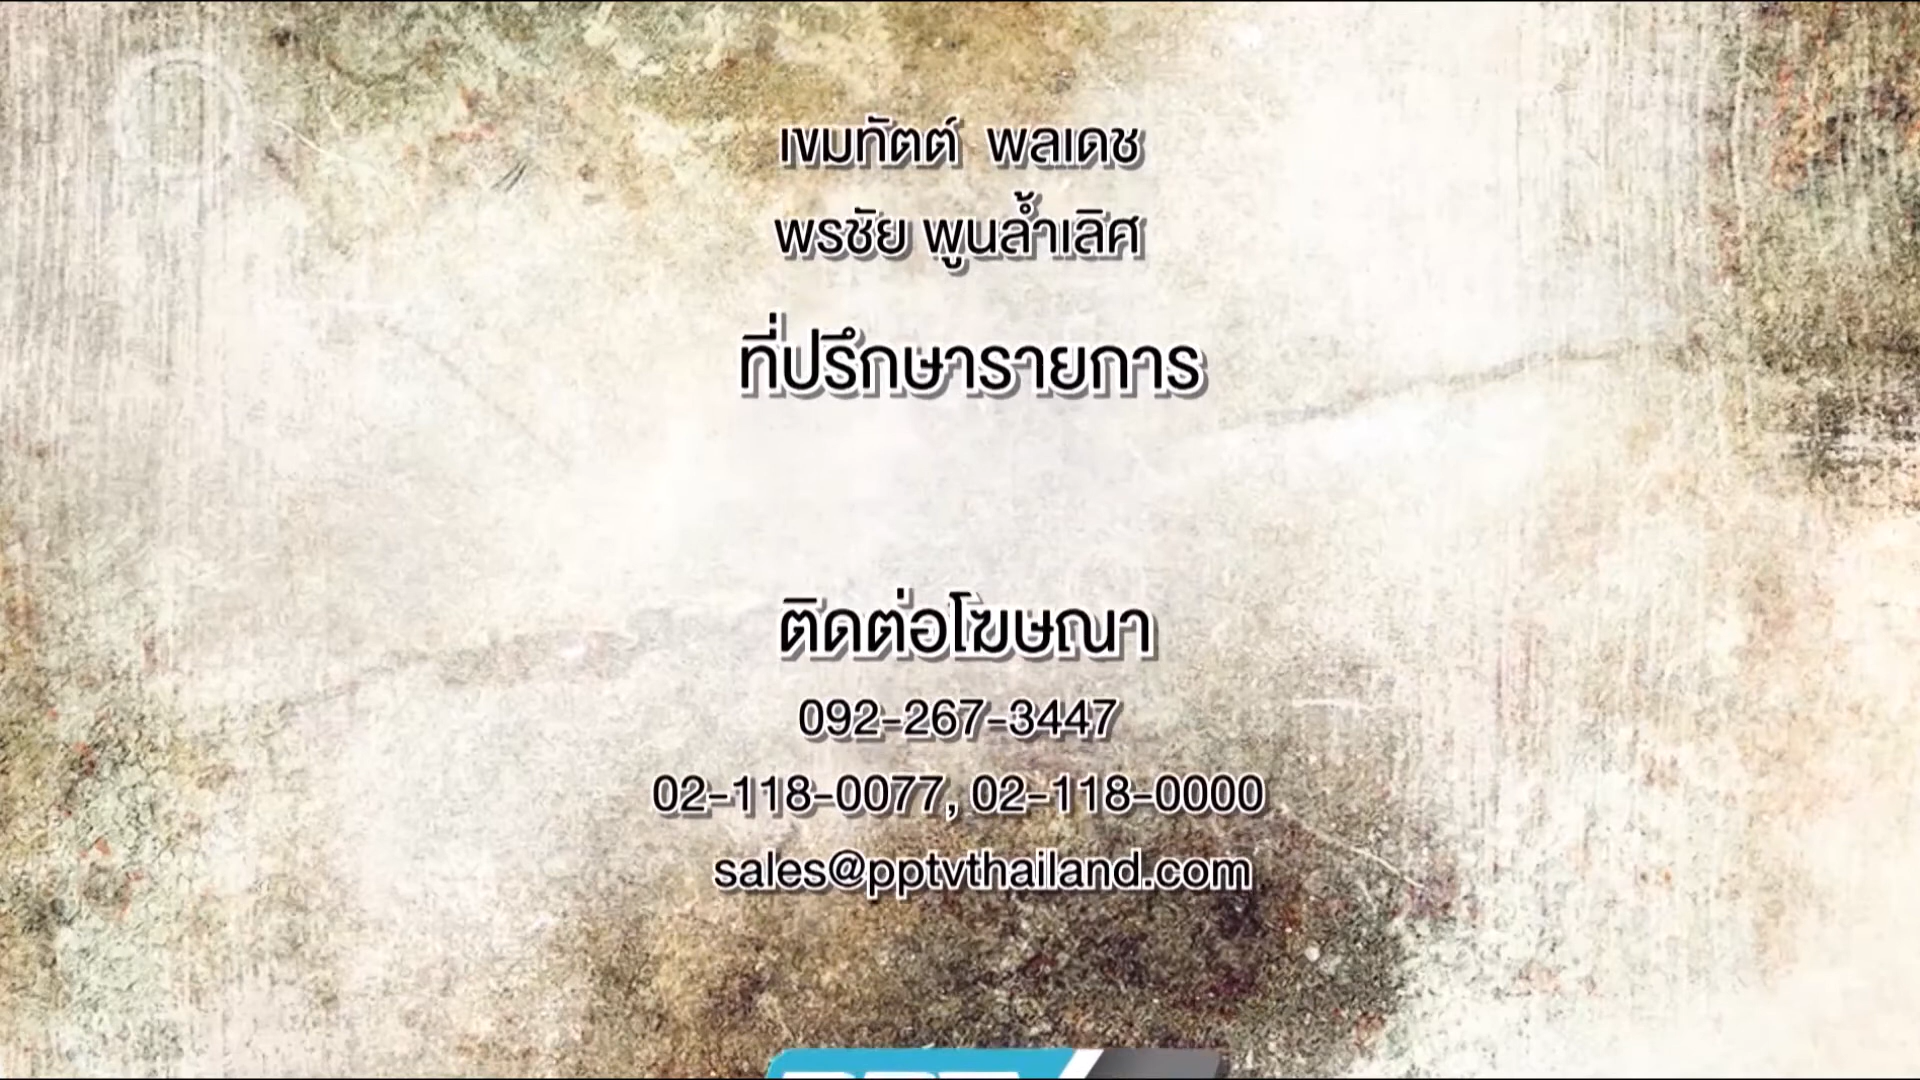 เขมทัตต์ พลเดช
พรชัย พูนล้ำเลิศ
ที่ปรึกษารายการ
ติดต่อโฆษณา
092-267-3447
02-118-0077, 02-118-0000
sales@pptvthailand.com